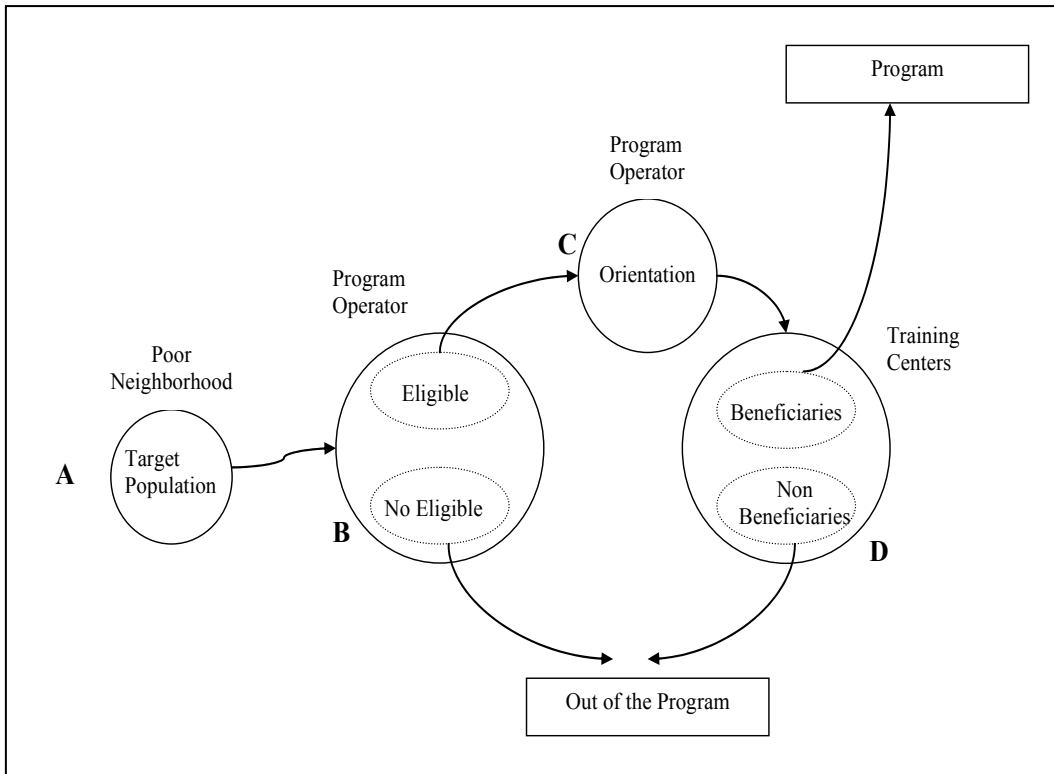 Program
Program
Operator
C
Orientation
Program
Operator
Training
Centers
Poor
Neighborhood
Eligible
Beneficiaries
A
Target
Population
No Eligible
B
Non
Beneficiaries
D
Out of the Program